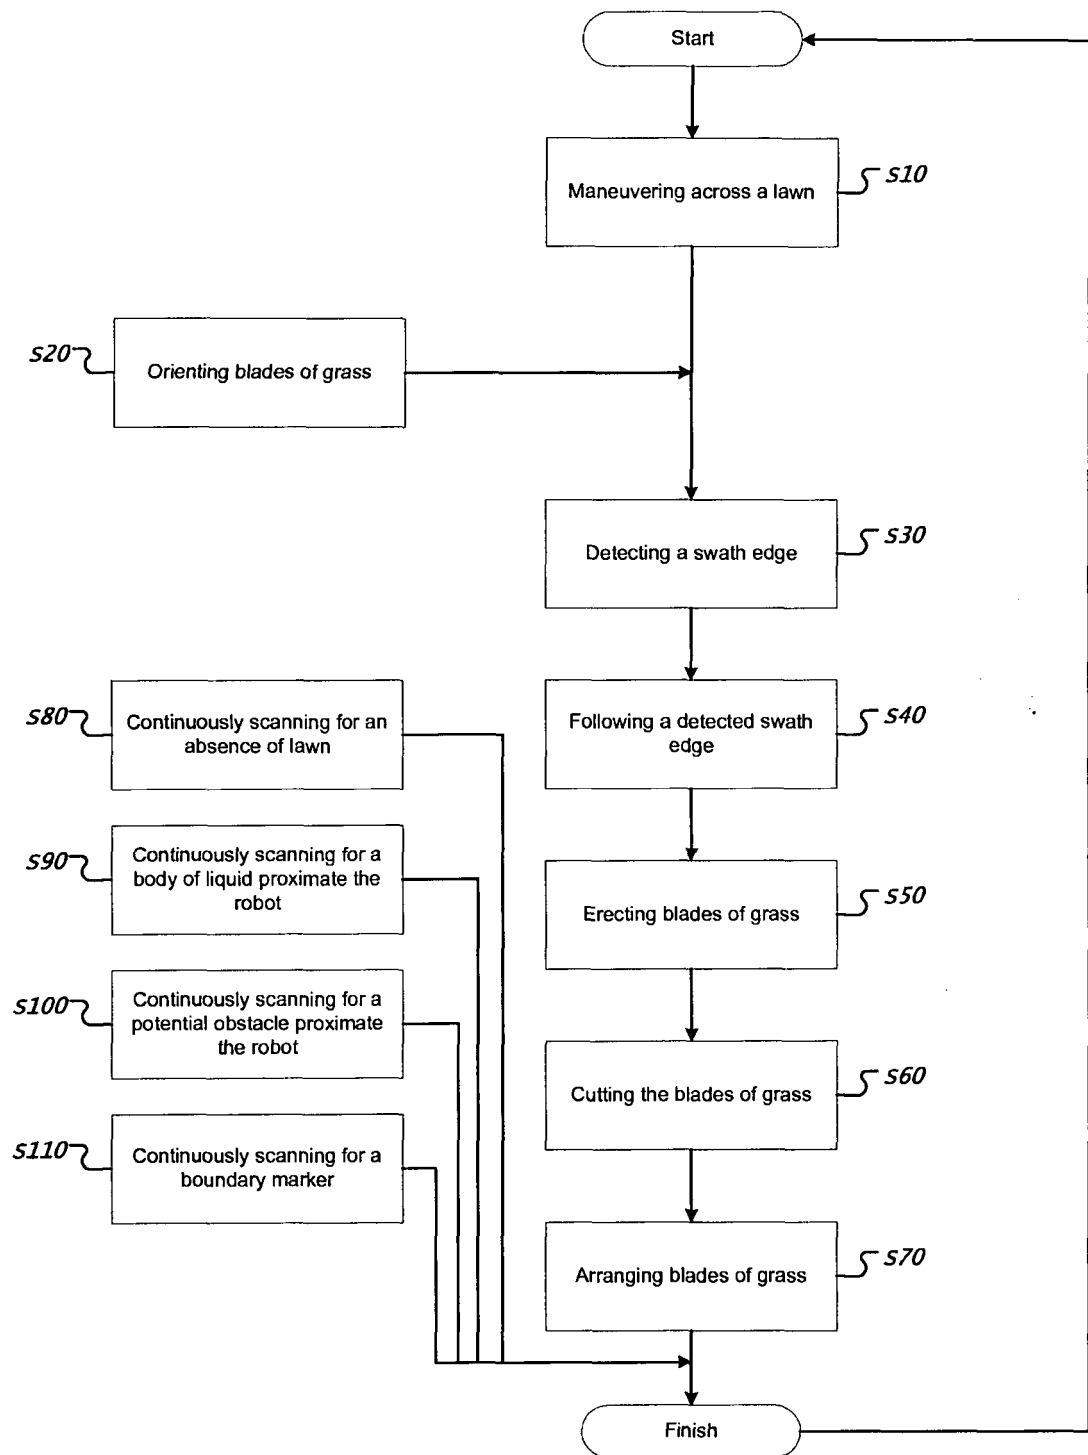 Start
Maneuvering across a lawn
S10
S20
Orienting blades of grass
Detecting a swath edge
S30
Following a detected swath
edge
S40
S80
Continuously scanning for an
absence of lawn
S90
Continuously scanning for a
body of liquid proximate the
robot
Erecting blades of grass
S50
S100
Continuously scanning for a
potential obstacle proximate
the robot
Cutting the blades of grass
S60
S110
Continuously scanning for a
boundary marker
Arranging blades of grass
S70
Finish